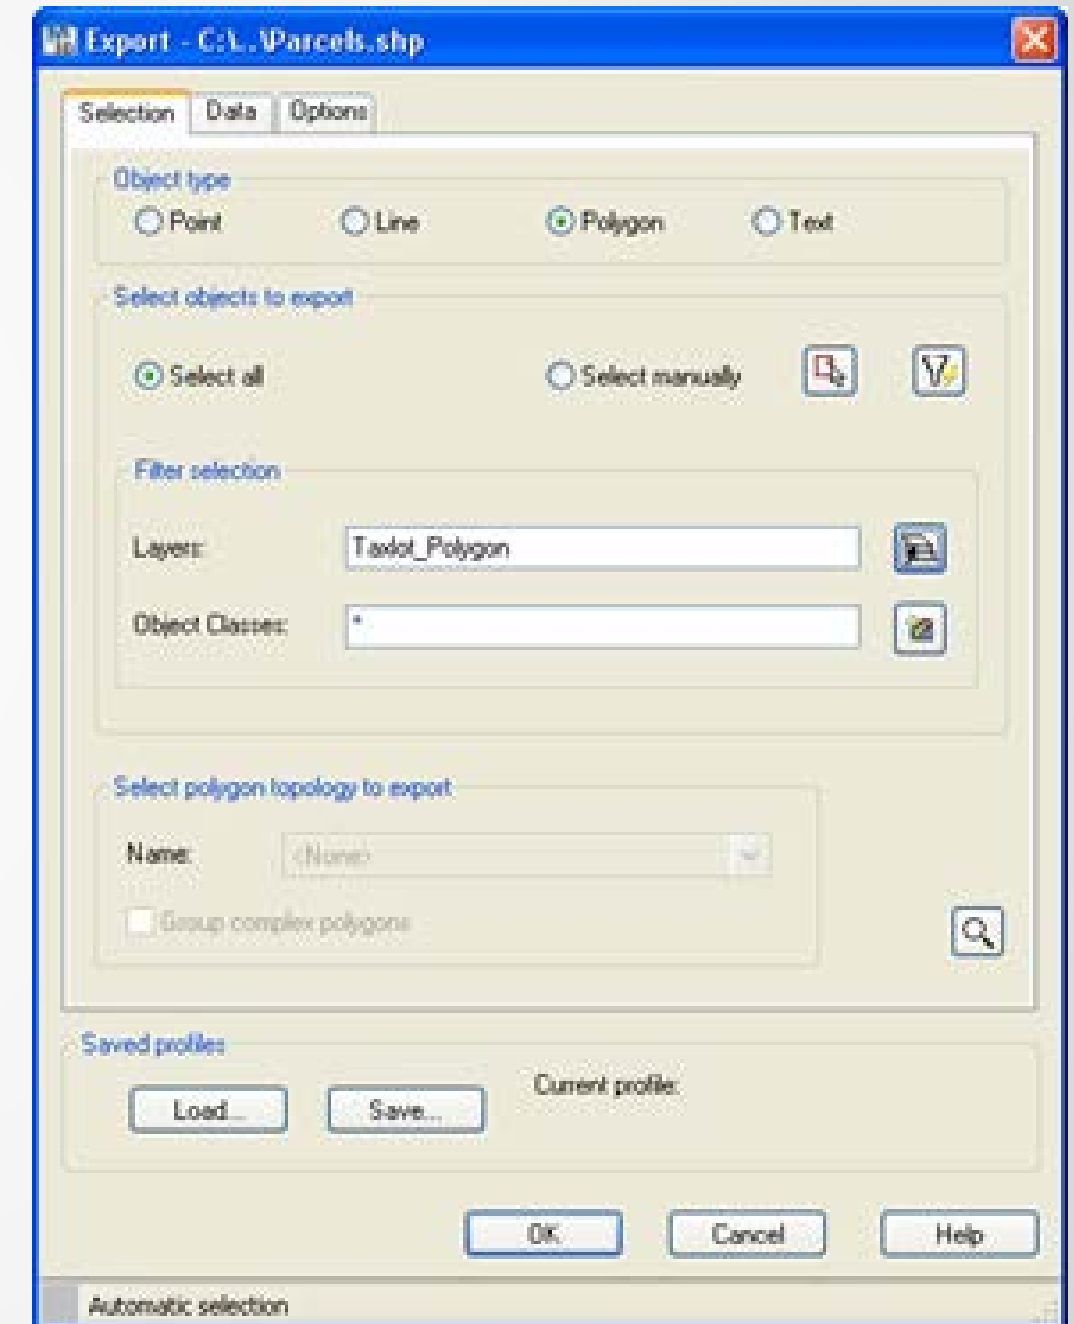 Export - C:\..\Parcels.shp
Selection Data Options
Object type
Point Line Polygon Text
Select objects to export
Select all Select manually
Filter selection
Layers: Taxlot_Polygon
Object Classes: *
Select polygon topology to export
Name: <None>
Group complex polygons
Saved profiles
Load... Save... Current profile:
OK Cancel Help
Automatic selection